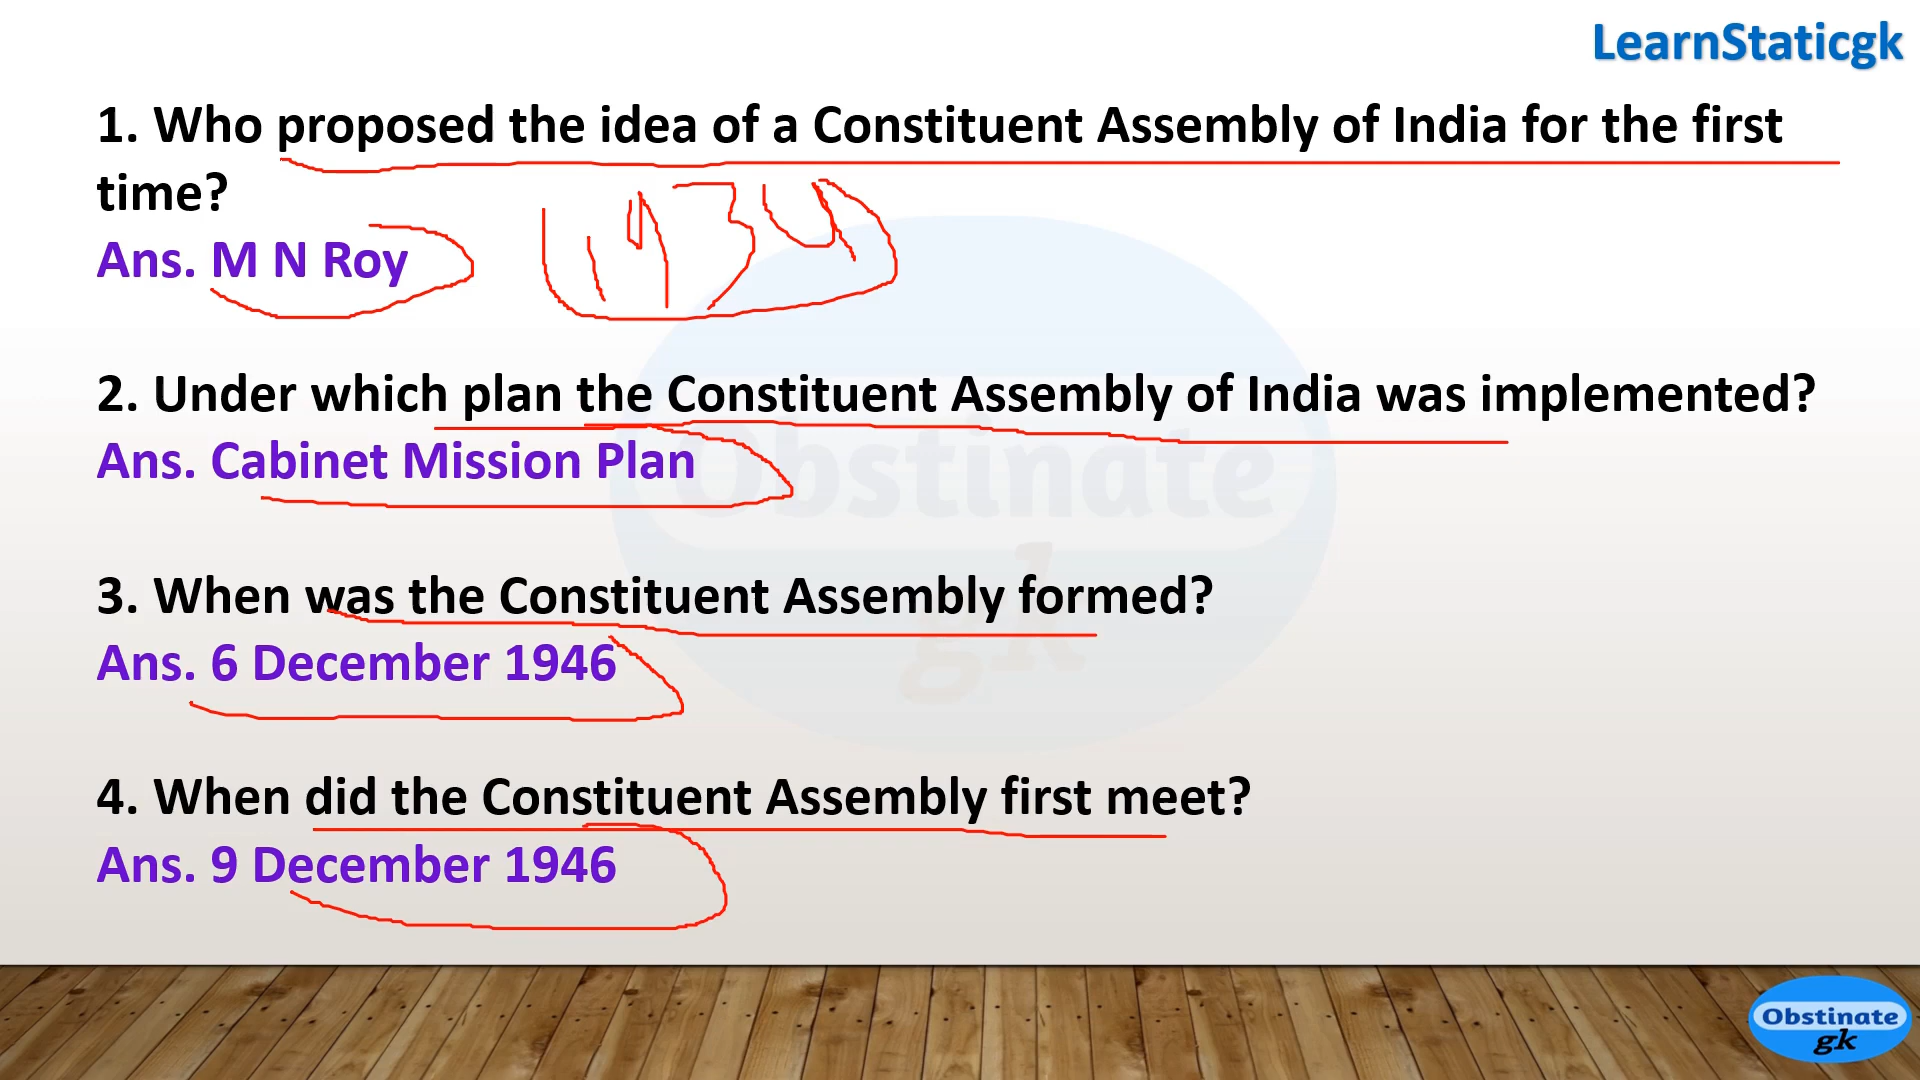 LearnStaticgk
1. Who proposed the idea of a Constituent Assembly of India for the first
time?
Ans. M N Roy
1934
2. Under which plan the Constituent Assembly of India was implemented?
Ans. Cabinet Mission Plan
Obstinate
gk
3. When was the Constituent Assembly formed?
Ans. 6 December 1946
4. When did the Constituent Assembly first meet?
Ans. 9 December 1946
Obstinate
gk